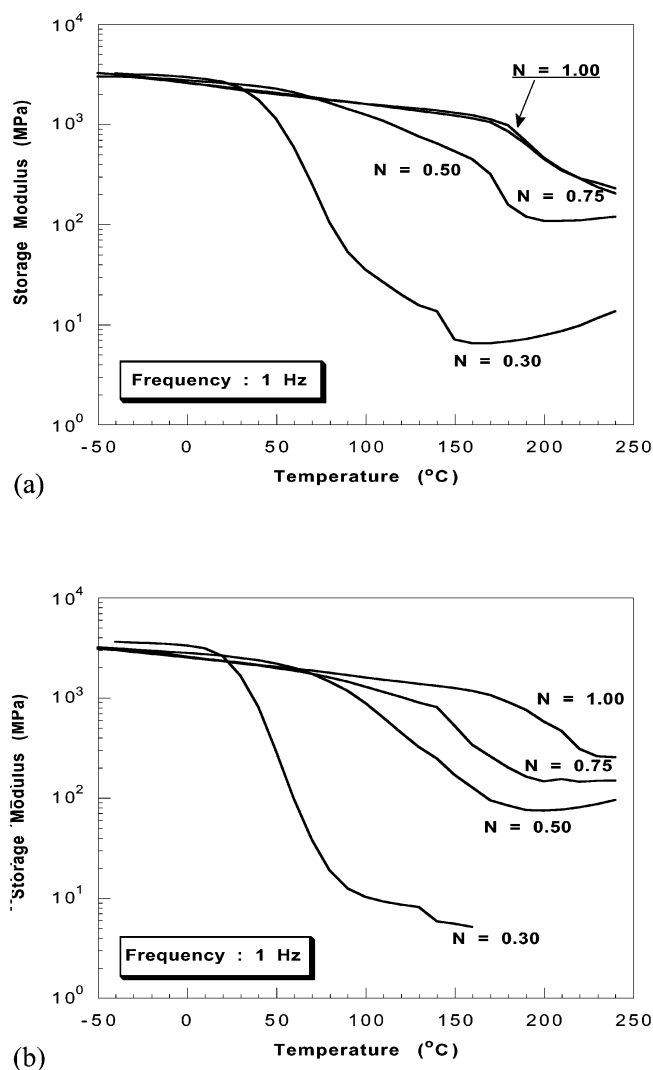 10⁴
10³
10²
10¹
10⁰
Storage Modulus (MPa)
N = 1.00
N = 0.50
N = 0.75
N = 0.30
Frequency : 1 Hz
-50 0 50 100 150 200 250
Temperature (°C)
(a)
10⁴
10³
10²
10¹
10⁰
Storage Modulus (MPa)
N = 1.00
N = 0.75
N = 0.50
N = 0.30
Frequency : 1 Hz
-50 0 50 100 150 200 250
Temperature (°C)
(b)